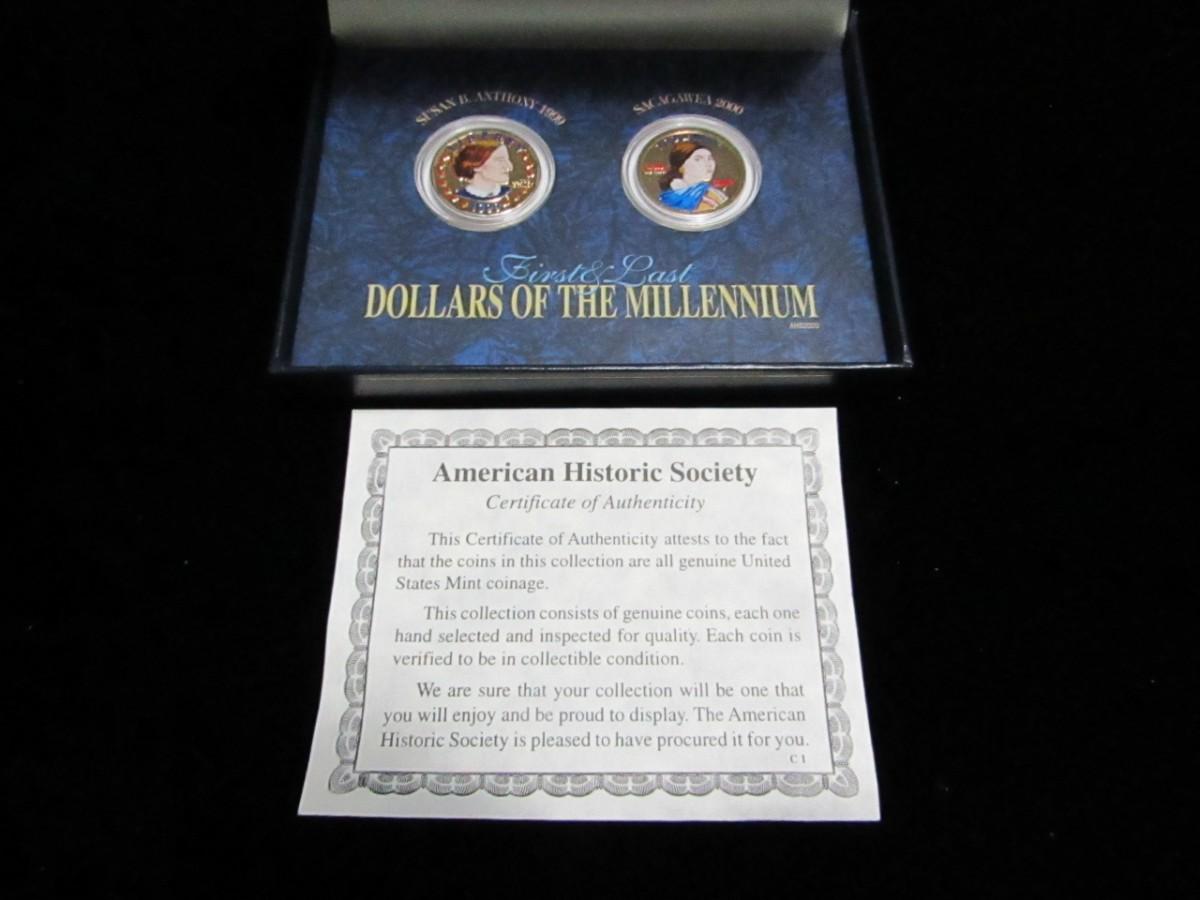 SUSAN B. ANTHONY 1999
SACAGAWEA 2000
First & Last
DOLLARS OF THE MILLENNIUM
American Historic Society
Certificate of Authenticity
This Certificate of Authenticity attests to the fact
that the coins in this collection are all genuine United
States Mint coinage.
This collection consists of genuine coins, each one
hand selected and inspected for quality. Each coin is
verified to be in collectible condition.
We are sure that your collection will be one that
you will enjoy and be proud to display. The American
Historic Society is pleased to have procured it for you.
C 1